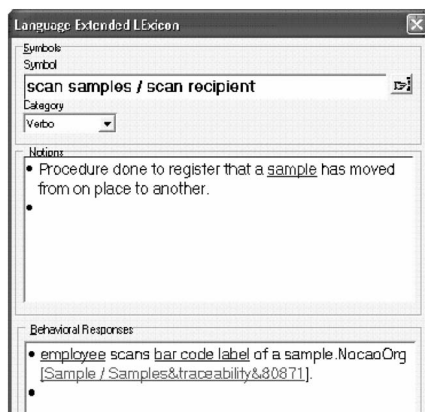 Language Extended LExicon
Symbols
Symbol
scan samples / scan recipient
Category
Verbo
Notions
• Procedure done to register that a sample has moved
from on place to another.
•
Behavioral Responses
• employee scans bar code label of a sample.NocaoOrg
[Sample / Samples&traceability&80871].
•